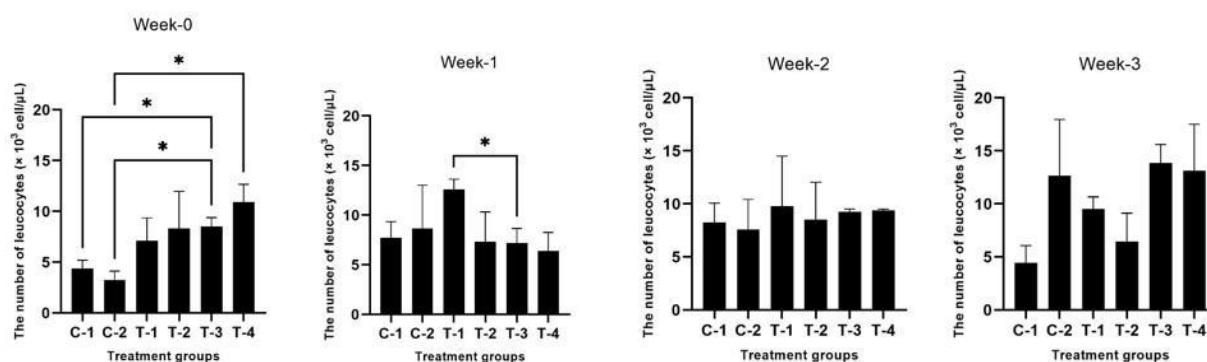 Week-0
The number of leucocytes (× 10³ cell/µL)
20
15
10
5
0
*
*
*
C-1 C-2 T-1 T-2 T-3 T-4
Treatment groups
Week-1
The number of leucocytes (× 10³ cell/µL)
20
15
10
5
0
*
C-1 C-2 T-1 T-2 T-3 T-4
Treatment groups
Week-2
The number of leucocytes (× 10³ cell/µL)
20
15
10
5
0
C-1 C-2 T-1 T-2 T-3 T-4
Treatment groups
Week-3
The number of leucocytes (× 10³ cell/µL)
20
15
10
5
0
C-1 C-2 T-1 T-2 T-3 T-4
Treatment groups